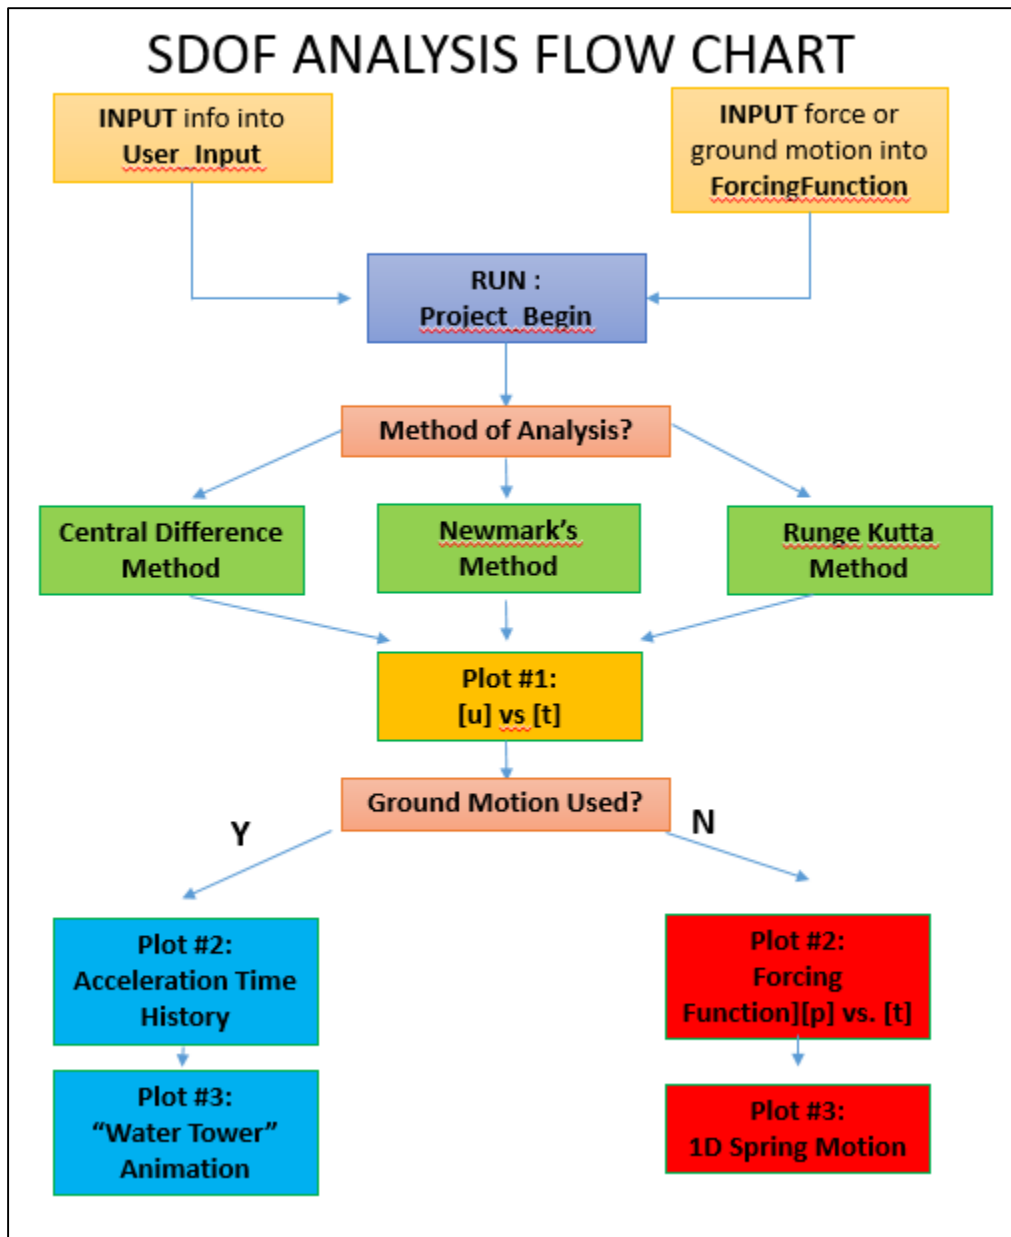 SDOF ANALYSIS FLOW CHART
INPUT info into
User_Input
INPUT force or
ground motion into
ForcingFunction
RUN :
Project_Begin
Method of Analysis?
Central Difference
Method
Newmark's
Method
Runge Kutta
Method
Plot #1:
[u] vs [t]
Ground Motion Used?
Y
N
Plot #2:
Acceleration Time
History
Plot #2:
Forcing
Function][p] vs. [t]
Plot #3:
“Water Tower”
Animation
Plot #3:
1D Spring Motion